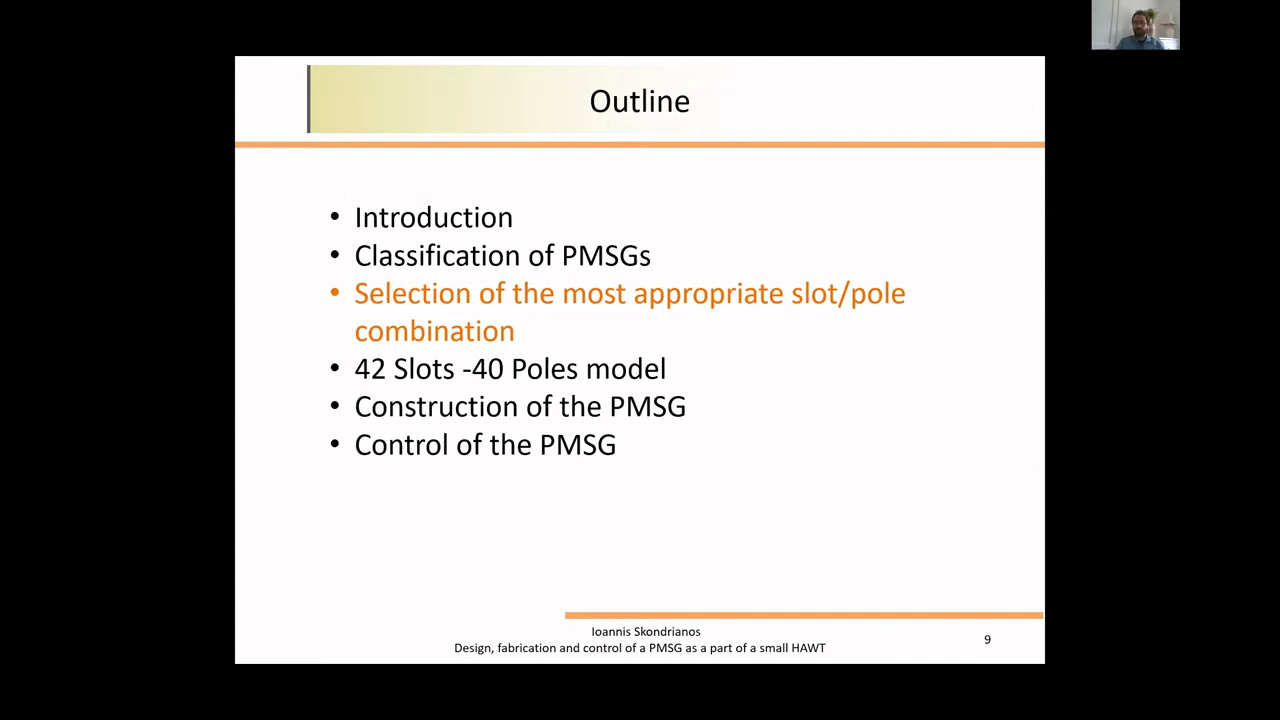 Outline
• Introduction
• Classification of PMSGs
• Selection of the most appropriate slot/pole
combination
• 42 Slots -40 Poles model
• Construction of the PMSG
• Control of the PMSG
Ioannis Skondrianos
Design, fabrication and control of a PMSG as a part of a small HAWT
9